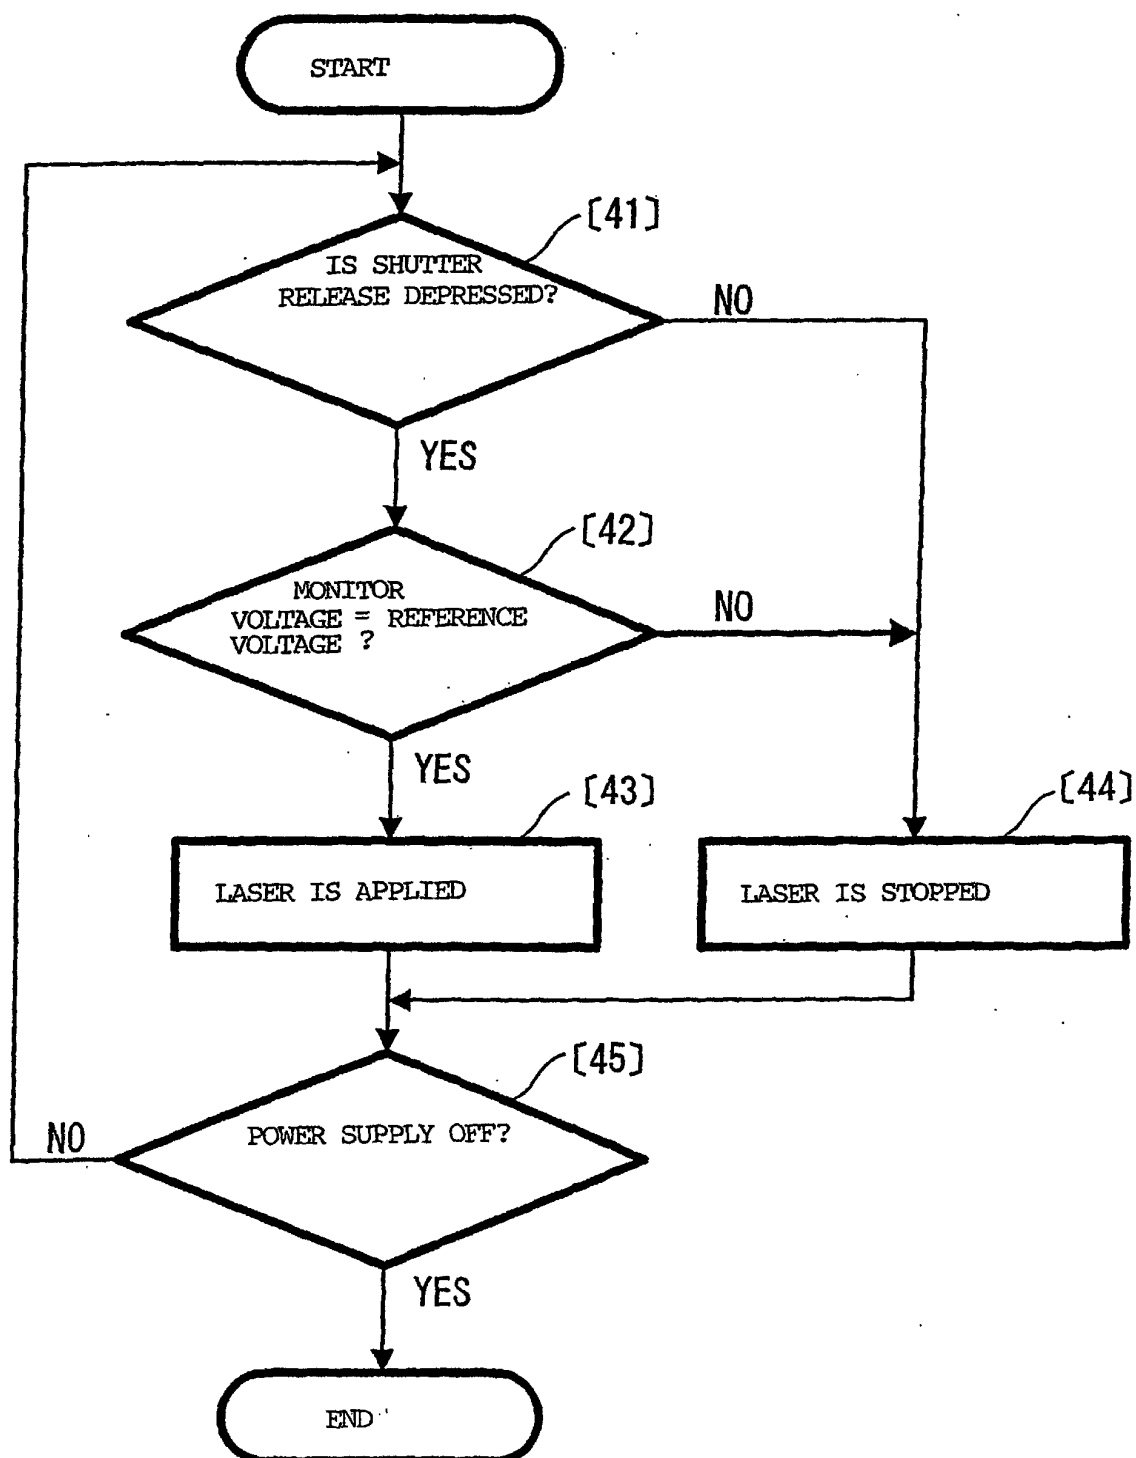 START
[41]
IS SHUTTER
RELEASE DEPRESSED?
NO
YES
[42]
MONITOR
VOLTAGE = REFERENCE
VOLTAGE ?
NO
YES
[43]
[44]
LASER IS APPLIED
LASER IS STOPPED
[45]
POWER SUPPLY OFF?
NO
YES
END